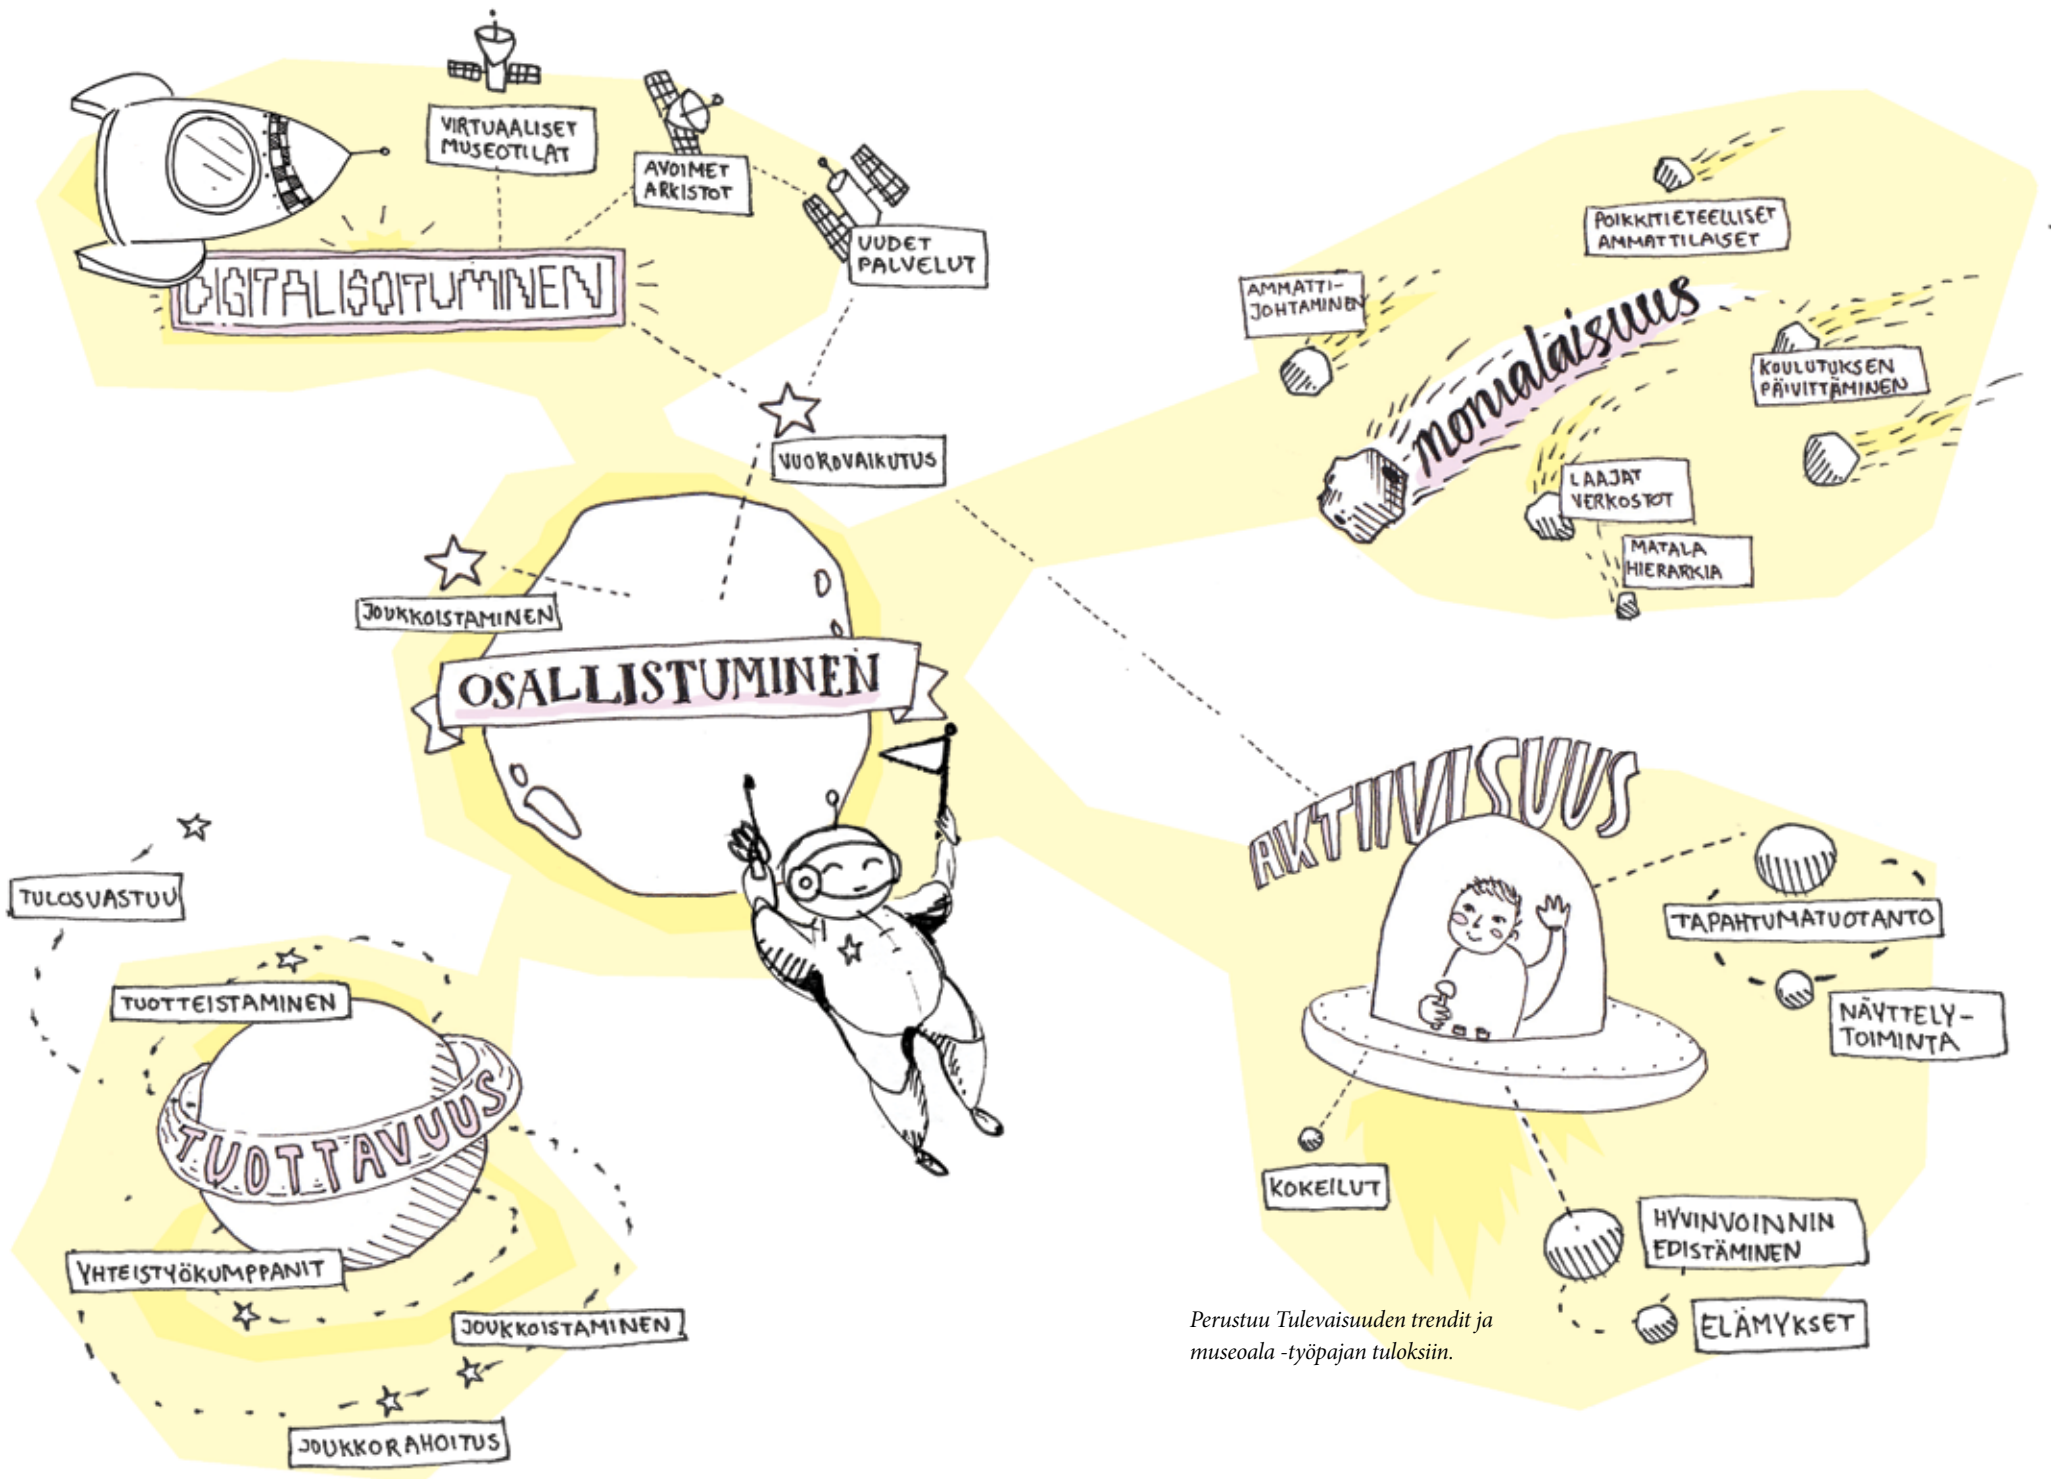 VIRTUAALISET
MUSEOTILAT
AVOIMET
ARKISTOT
UUDET
PALVELUT
DIGITALISOITUMINEN
VUOROVAIKUTUS
JOUKKOISTAMINEN
OSALLISTUMINEN
POIKKITIETEELLISET
AMMATTILAISET
AMMATTI-
JOHTAMINEN
monialaisuus
KOULUTUKSEN
PÄIVITTÄMINEN
LAAJAT
VERKOSTOT
MATALA
HIERARKIA
TULOSVASTUU
TUOTTEISTAMINEN
TUOTTAVUUS
YHTEISTYÖKUMPPANIT
JOUKKOISTAMINEN
JOUKKORAHOITUS
AKTIIVISUUS
TAPAHTUMATUOTANTO
NÄYTTELY-
TOIMINTA
KOKEILUT
HYVINVOINNIN
EDISTÄMINEN
ELÄMYKSET
Perustuu Tulevaisuuden trendit ja
museoala -työpajan tuloksiin.